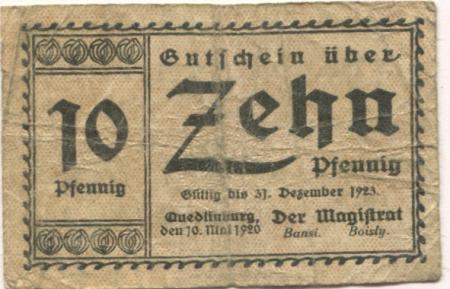 Gutschein über
10
Pfennig
Zehn
Pfennig
Gültig bis 31. Dezember 1923.
Quedlinburg,
den 10. Mai 1920
Der Magistrat
Bansi. Boisly.